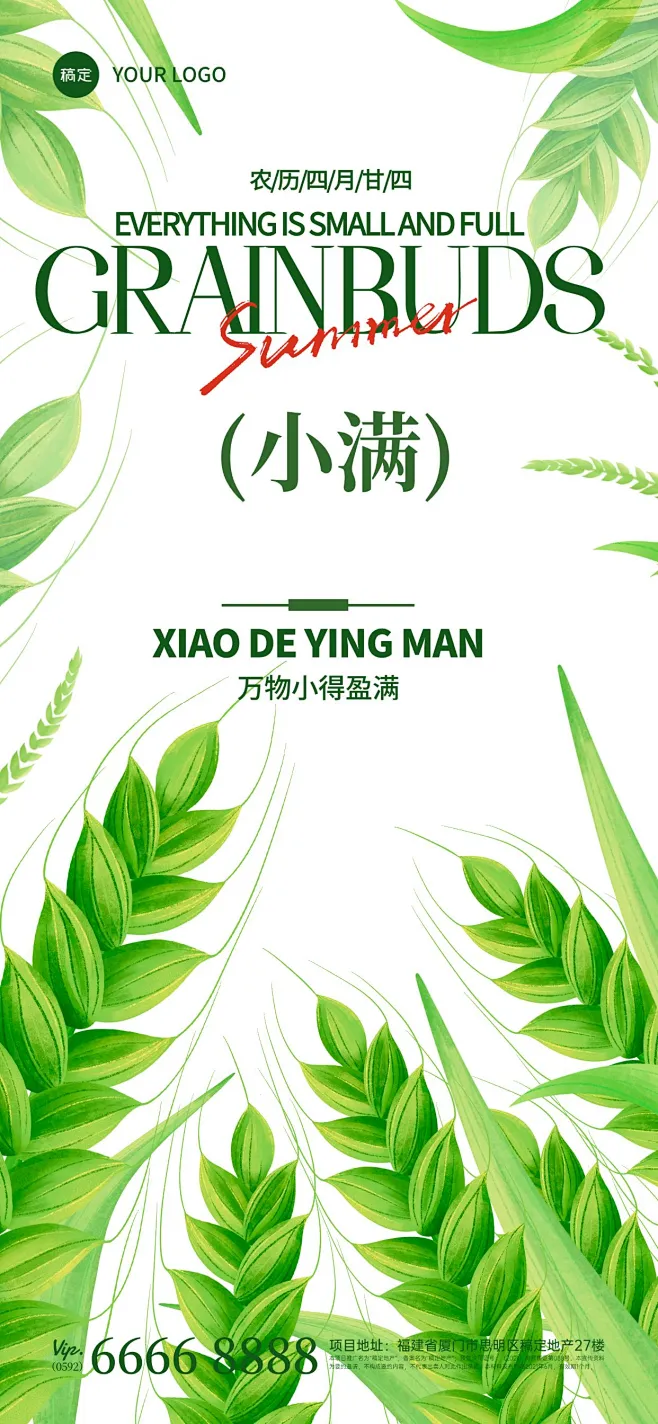 稿定 YOUR LOGO
农/历/四/月/廿/四
EVERYTHING IS SMALL AND FULL
GRAINBUDS
Summer
(小满)
XIAO DE YING MAN
万物小得盈满
Vip.
(0592) 6666 8888
项目地址：福建省厦门市思明区稿定地产27楼